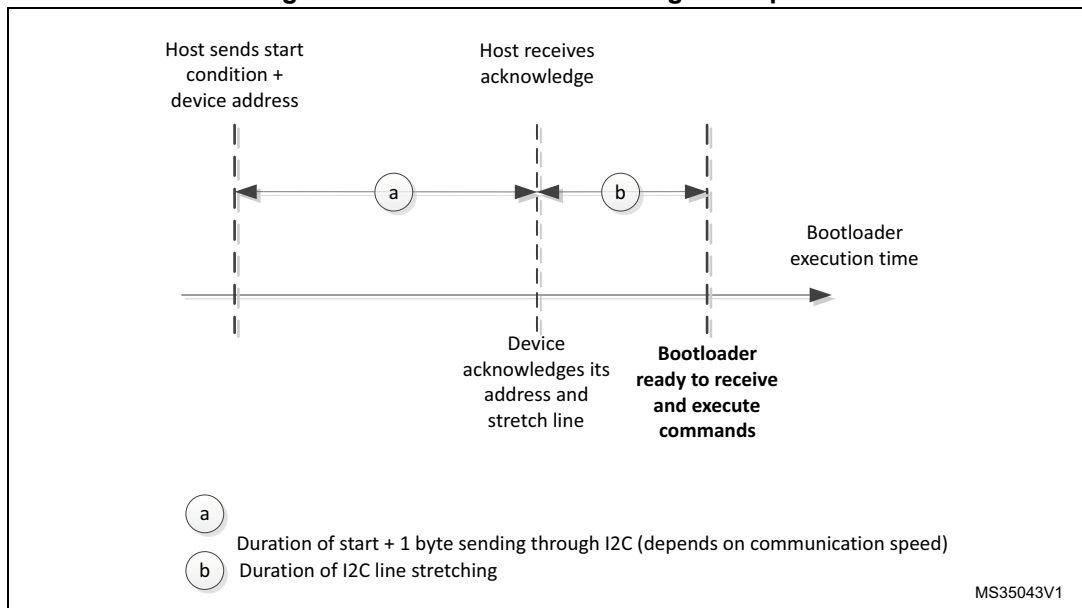 Host sends start
condition +
device address
Host receives
acknowledge
a
b
Bootloader
execution time
Device
acknowledges its
address and
stretch line
Bootloader
ready to receive
and execute
commands
a
Duration of start + 1 byte sending through I2C (depends on communication speed)
b Duration of I2C line stretching
MS35043V1